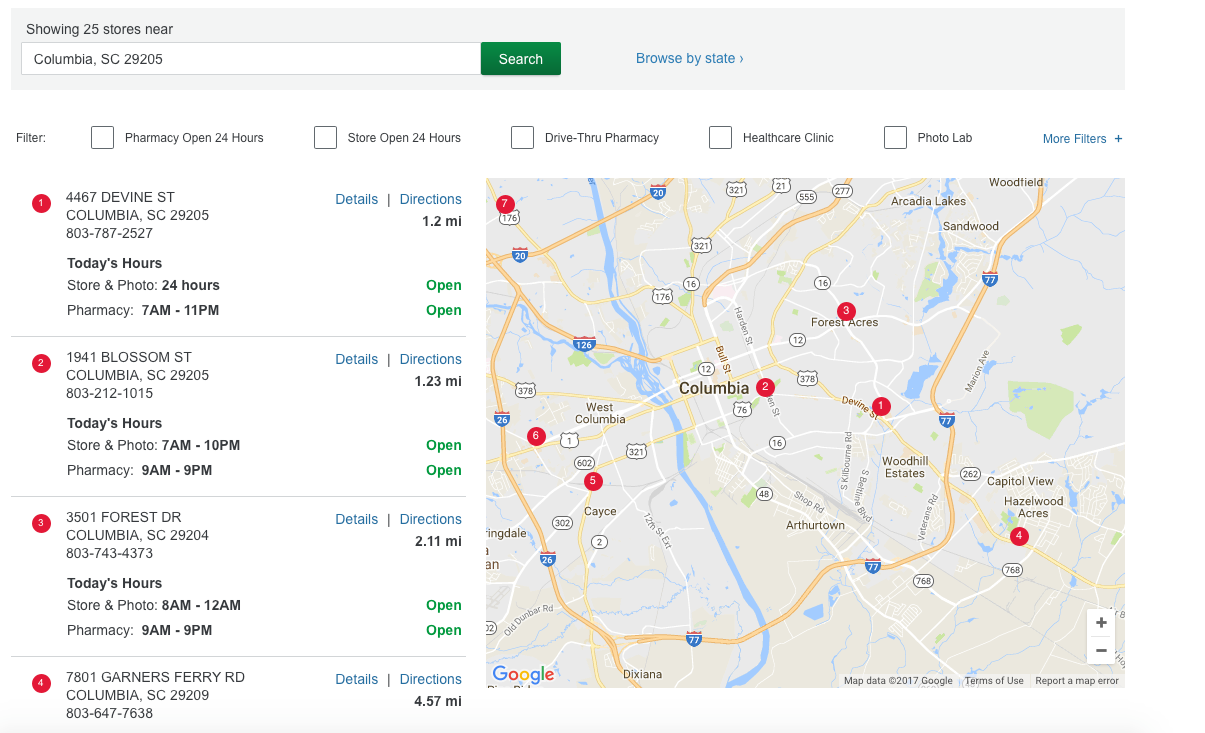 Showing 25 stores near
Columbia, SC 29205
Search
Browse by state ›
Filter:
Pharmacy Open 24 Hours
Store Open 24 Hours
Drive-Thru Pharmacy
Healthcare Clinic
Photo Lab
More Filters +
1
4467 DEVINE ST
Details | Directions
COLUMBIA, SC 29205
1.2 mi
803-787-2527
Today's Hours
Store & Photo: 24 hours
Open
Pharmacy: 7AM - 11PM
Open
2
1941 BLOSSOM ST
Details | Directions
COLUMBIA, SC 29205
1.23 mi
803-212-1015
Today's Hours
Store & Photo: 7AM - 10PM
Open
Pharmacy: 9AM - 9PM
Open
3
3501 FOREST DR
Details | Directions
COLUMBIA, SC 29204
2.11 mi
803-743-4373
Today's Hours
Store & Photo: 8AM - 12AM
Open
Pharmacy: 9AM - 9PM
Open
4
7801 GARNERS FERRY RD
Details | Directions
COLUMBIA, SC 29209
4.57 mi
803-647-7638
Woodfield
20
321
21
555
277
Arcadia Lakes
7
176
Sandwood
321
20
77
16
16
176
3
Forest Acres
Harden St
126
12
Bull St
Marion Ave
12
378
378
Columbia
2
en St
Devine St
1
76
West
Columbia
26
77
6
1
16
321
602
S Kilbourne Rd
S Beltline Blvd
Woodhill
Estates
262
Capitol View
5
48
Shop Rd
Veterans Rd
Hazelwood
Acres
302
Cayce
12th St Ext
Arthurtown
4
ringdale
2
an
26
77
768
768
Old Dunbar Rd
02
77
+
−
Google
Dixiana
Map data ©2017 Google
Terms of Use
Report a map error